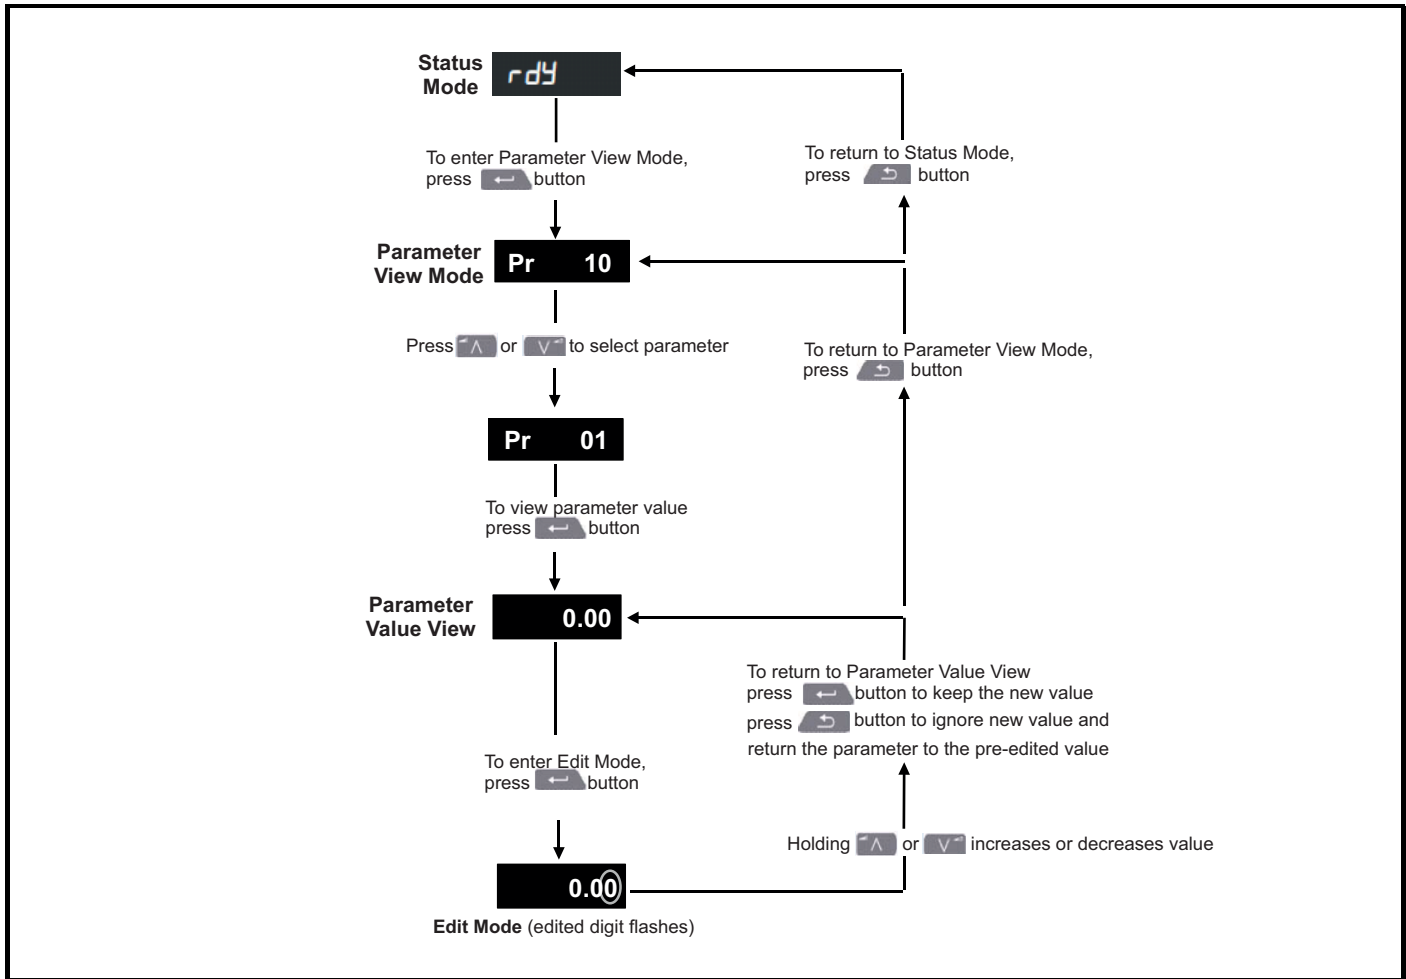 Status
Mode
rdy
To enter Parameter View Mode,
press button
To return to Status Mode,
press button
Parameter
View Mode
Pr 10
Press or to select parameter
To return to Parameter View Mode,
press button
Pr 01
To view parameter value
press button
Parameter
Value View
0.00
To return to Parameter Value View
press button to keep the new value
press button to ignore new value and
return the parameter to the pre-edited value
To enter Edit Mode,
press button
Holding or increases or decreases value
0.00
Edit Mode (edited digit flashes)